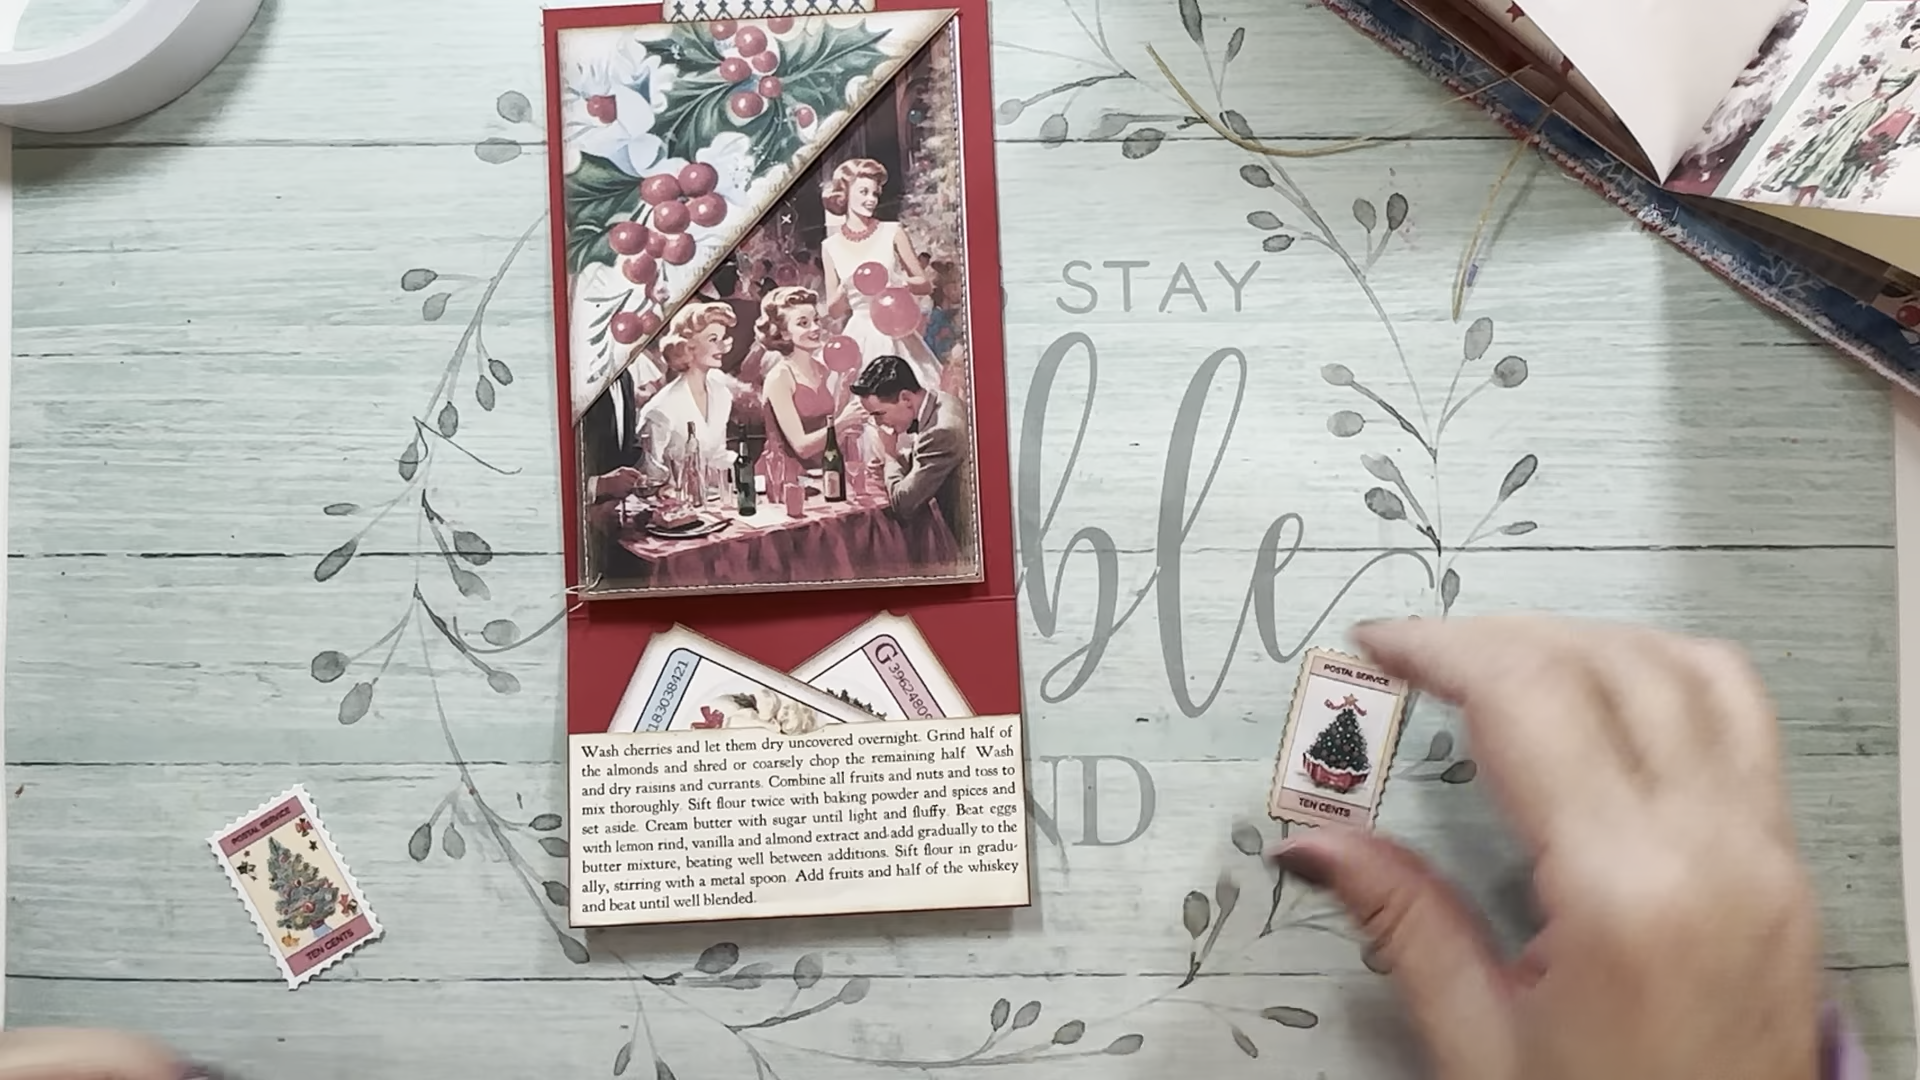 STAY
ble
ND
183038421
G 39624809
Wash cherries and let them dry uncovered overnight. Grind half of
the almonds and shred or coarsely chop the remaining half. Wash
and dry raisins and currants. Combine all fruits and nuts and toss to
mix thoroughly. Sift flour twice with baking powder and spices and
set aside. Cream butter with sugar until light and fluffy. Beat eggs
with lemon rind, vanilla and almond extract and add gradually to the
butter mixture, beating well between additions. Sift flour in gradu-
ally, stirring with a metal spoon. Add fruits and half of the whiskey
and beat until well blended.
POSTAL SERVICE
TEN CENTS
POSTAL SERVICE
TEN CENTS